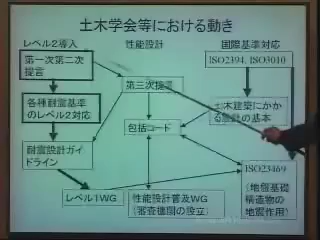 土木学会等における動き
レベル2導入
性能設計
国際基準対応
第一次第二次
提言
ISO2394, ISO3010
第三次提言
各種耐震基準
のレベル2対応
土木建築にかか
る設計の基本
包括コード
耐震設計ガイ
ドライン
ISO23469
(地盤基礎
構造物の
地震作用)
レベル1WG
性能設計普及WG
(審査機関の設立)